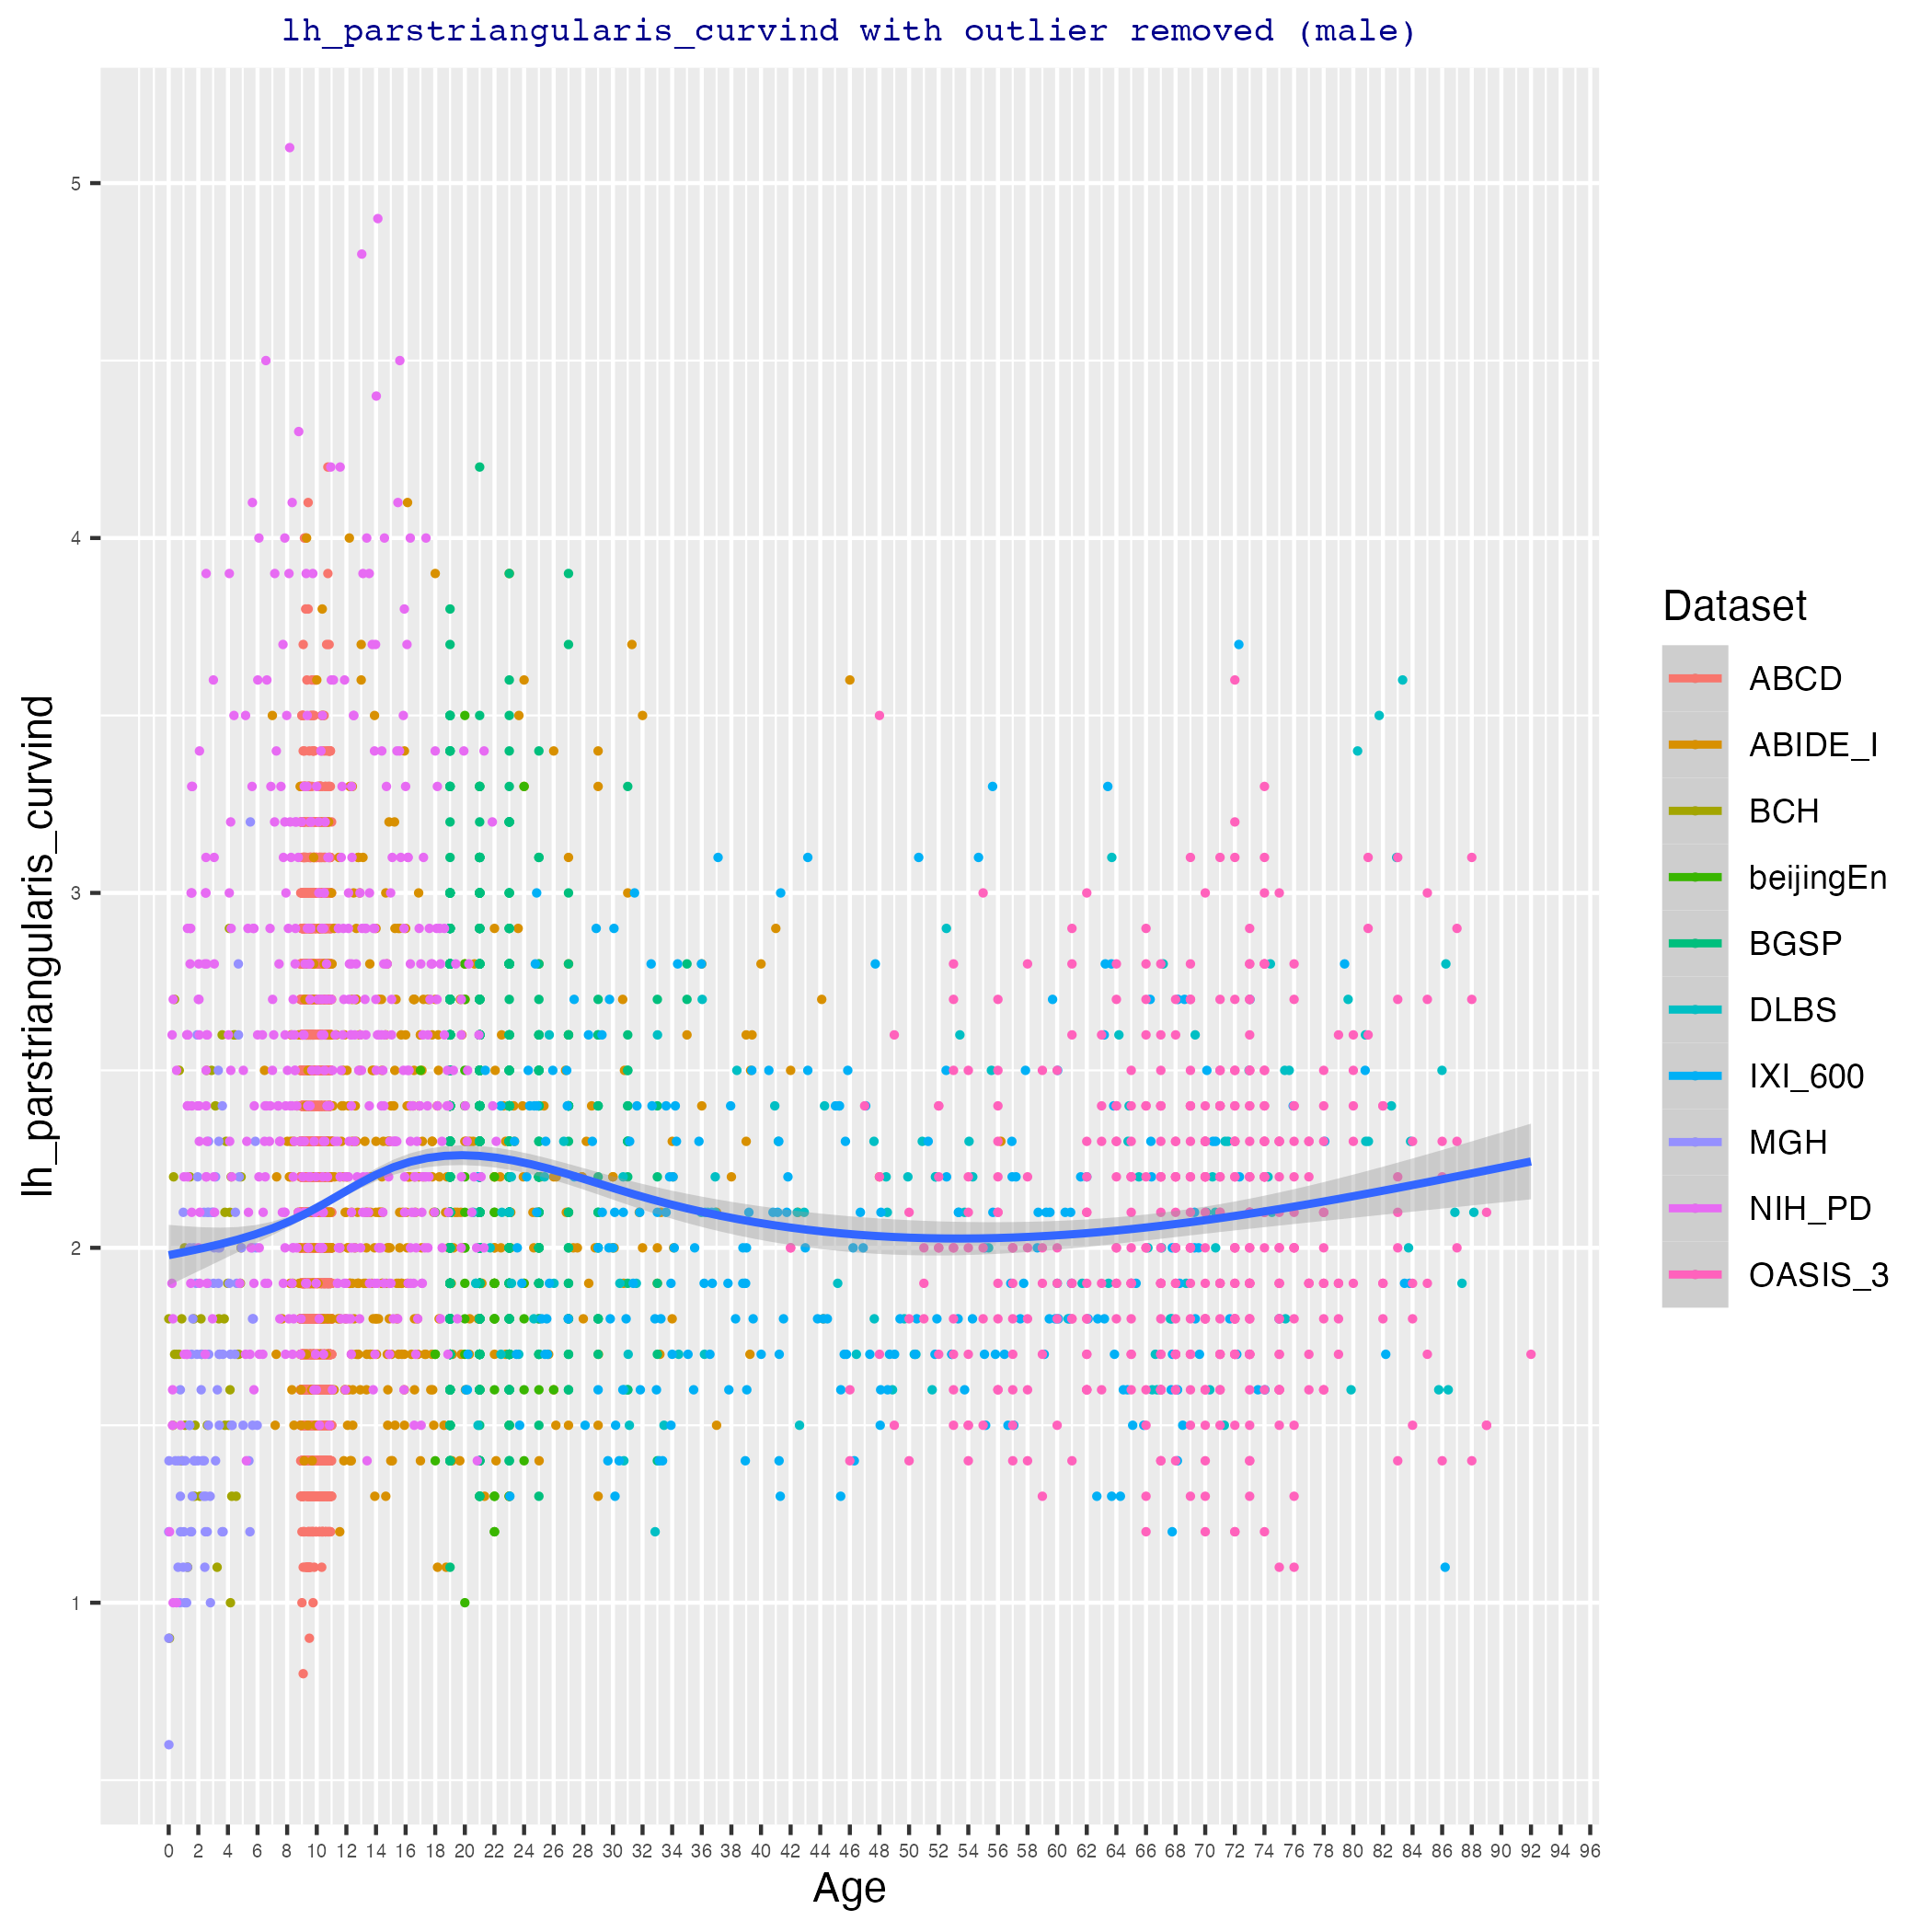 lh_parstriangularis_curvind with outlier removed (male)
lh_parstriangularis_curvind
5
4
3
2
1
0 2 4 6 8 10 12 14 16 18 20 22 24 26 28 30 32 34 36 38 40 42 44 46 48 50 52 54 56 58 60 62 64 66 68 70 72 74 76 78 80 82 84 86 88 90 92 94 96
Age
Dataset
ABCD
ABIDE_I
BCH
beijingEn
BGSP
DLBS
IXI_600
MGH
NIH_PD
OASIS_3